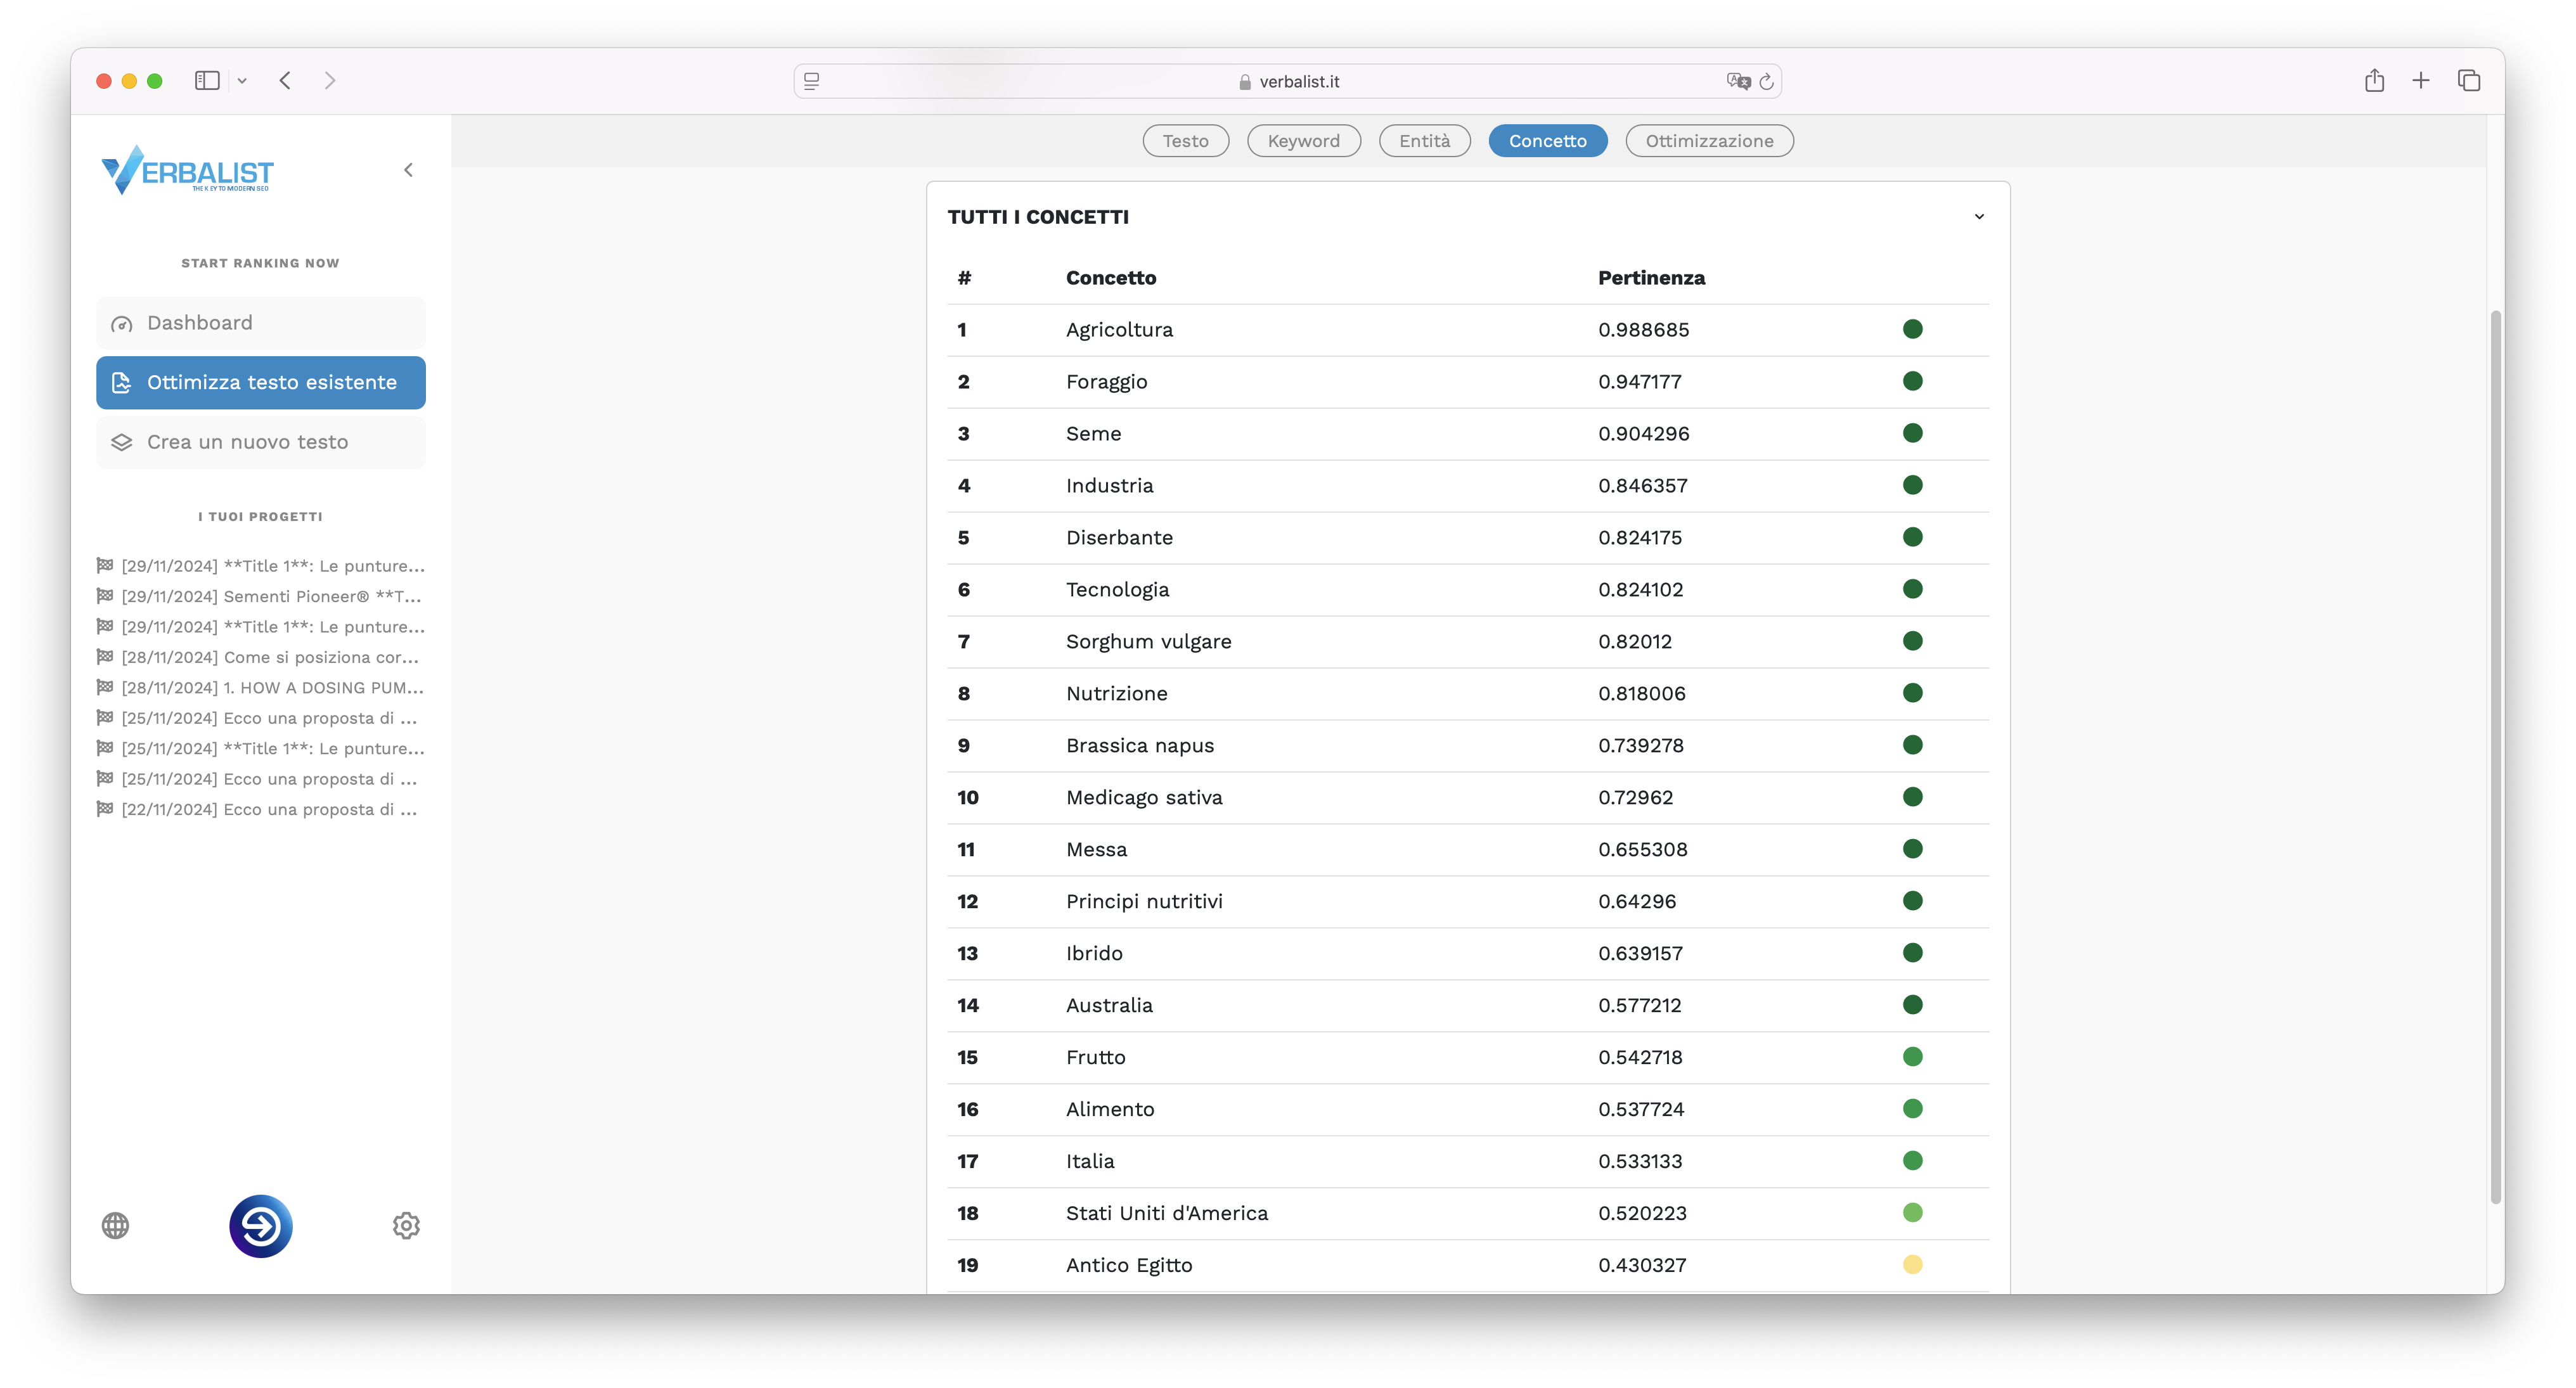 verbalist.it
VERBALIST
THE KEY TO MODERN SEO
START RANKING NOW
Dashboard
Ottimizza testo esistente
Crea un nuovo testo
I TUOI PROGETTI
[29/11/2024] **Title 1**: Le punture...
[29/11/2024] Sementi Pioneer® **T...
[29/11/2024] **Title 1**: Le punture...
[28/11/2024] Come si posiziona cor...
[28/11/2024] 1. HOW A DOSING PUM...
[25/11/2024] Ecco una proposta di ...
[25/11/2024] **Title 1**: Le punture...
[25/11/2024] Ecco una proposta di ...
[22/11/2024] Ecco una proposta di ...
Testo Keyword Entità Concetto Ottimizzazione
TUTTI I CONCETTI
# Concetto Pertinenza
1 Agricoltura 0.988685
2 Foraggio 0.947177
3 Seme 0.904296
4 Industria 0.846357
5 Diserbante 0.824175
6 Tecnologia 0.824102
7 Sorghum vulgare 0.82012
8 Nutrizione 0.818006
9 Brassica napus 0.739278
10 Medicago sativa 0.72962
11 Messa 0.655308
12 Principi nutritivi 0.64296
13 Ibrido 0.639157
14 Australia 0.577212
15 Frutto 0.542718
16 Alimento 0.537724
17 Italia 0.533133
18 Stati Uniti d'America 0.520223
19 Antico Egitto 0.430327